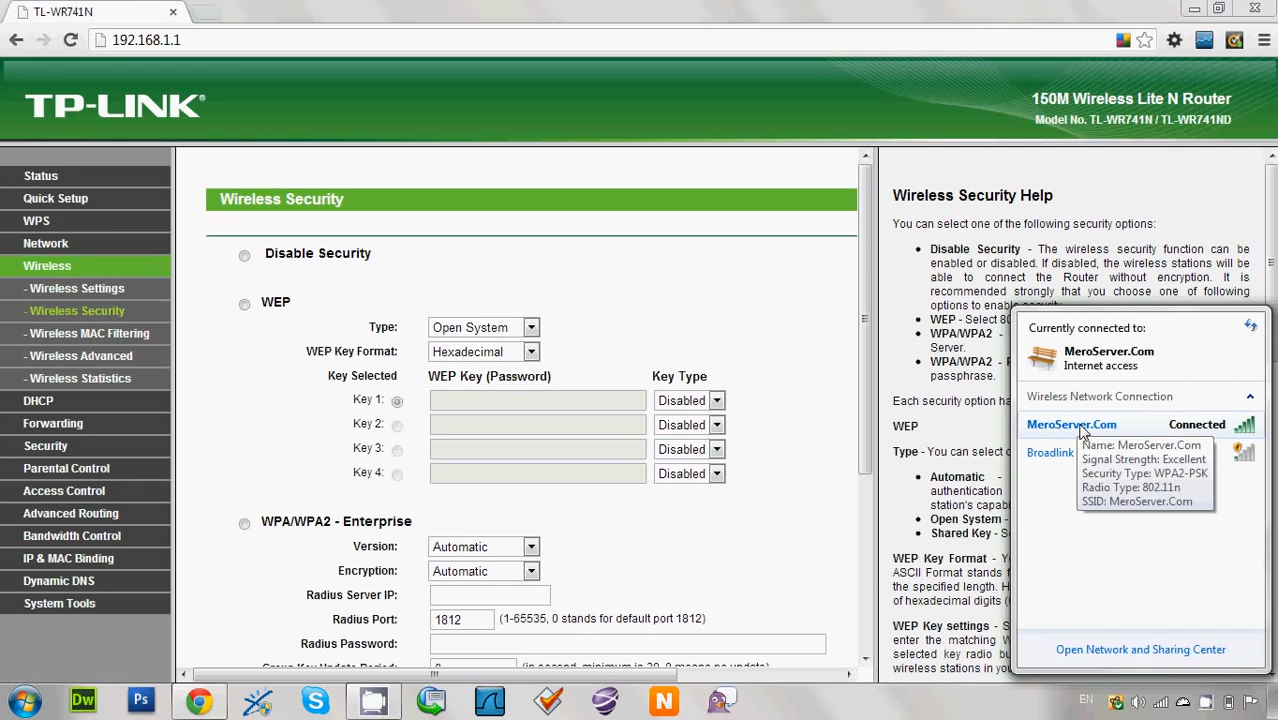 TL-WR741N
192.168.1.1
TP-LINK
150M Wireless Lite N Router
Model No. TL-WR741N / TL-WR741ND
Status
Quick Setup
WPS
Network
Wireless
- Wireless Settings
- Wireless Security
- Wireless MAC Filtering
- Wireless Advanced
- Wireless Statistics
DHCP
Forwarding
Security
Parental Control
Access Control
Advanced Routing
Bandwidth Control
IP & MAC Binding
Dynamic DNS
System Tools
Wireless Security
Disable Security
WEP
Type: Open System
WEP Key Format: Hexadecimal
Key Selected WEP Key (Password) Key Type
Key 1: Disabled
Key 2: Disabled
Key 3: Disabled
Key 4: Disabled
WPA/WPA2 - Enterprise
Version: Automatic
Encryption: Automatic
Radius Server IP:
Radius Port: 1812 (1-65535, 0 stands for default port 1812)
Radius Password:
Wireless Security Help
You can select one of the following security options:
Disable Security - The wireless security function can be
enabled or disabled. If disabled, the wireless stations will be
able to connect the Router without encryption. It is
recommended strongly that you choose one of following
options to enable
WEP - Select
WPA/WPA2 -
Server.
WPA/WPA2 -
passphrase.
Each security option
WEP
Type - You can select
Automatic
authentication
station's
Open System -
Shared Key -
WEP Key Format -
ASCII Format stands
the specified length.
of hexadecimal digits
WEP Key settings -
enter the matching
selected key radio
wireless stations in
Currently connected to:
MeroServer.Com
Internet access
Wireless Network Connection
MeroServer.Com Connected
Broadlink
Name: MeroServer.Com
Signal Strength: Excellent
Security Type: WPA2-PSK
Radio Type: 802.11n
SSID: MeroServer.Com
Open Network and Sharing Center
Dw
Ps
N
EN